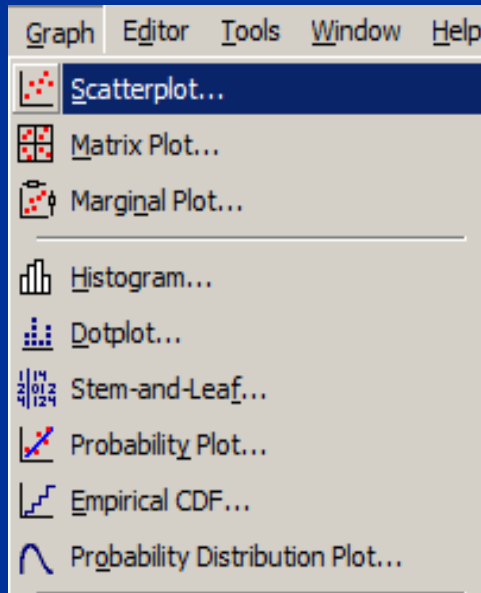 Graph Editor Tools Window Help
Scatterplot...
Matrix Plot...
Marginal Plot...
Histogram...
Dotplot...
Stem-and-Leaf...
Probability Plot...
Empirical CDF...
Probability Distribution Plot...